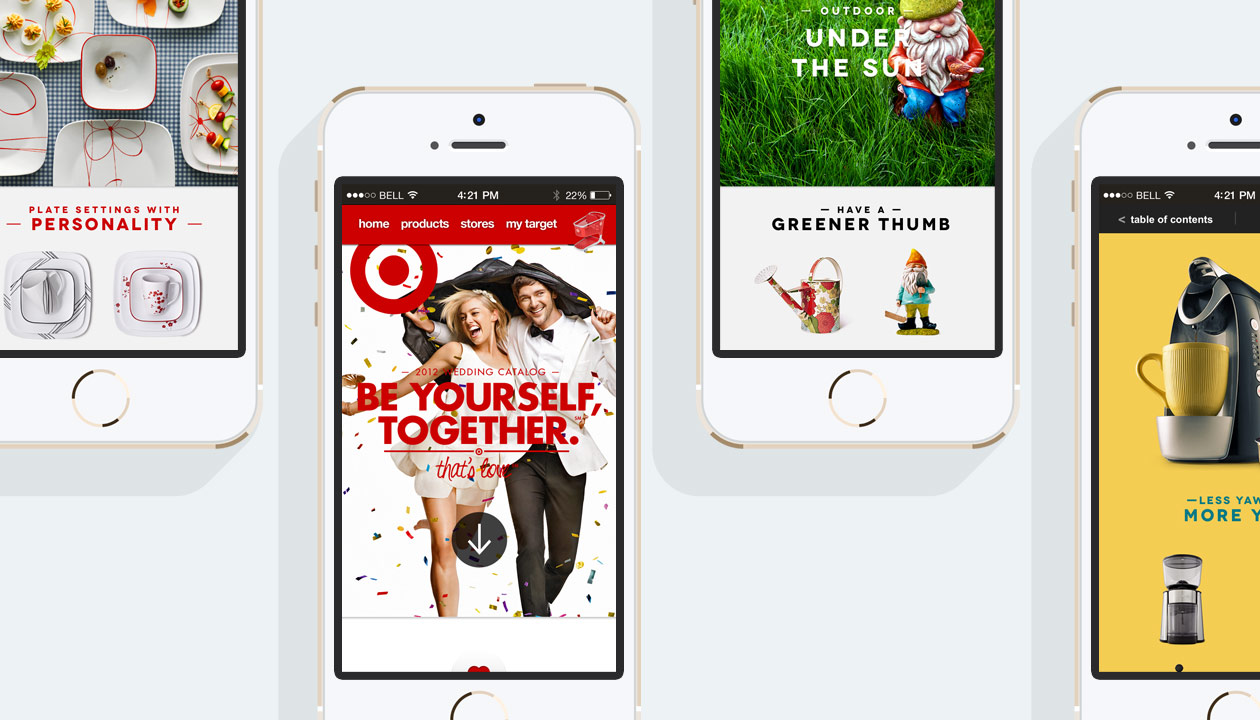 PLATE SETTINGS WITH
— PERSONALITY —
●●●○○ BELL 4:21 PM 22%
home products stores my target
— 2012 WEDDING CATALOG —
BE YOURSELF,
TOGETHER.
that's love
— OUTDOOR —
UNDER
THE SUN
— HAVE A —
GREENER THUMB
●●●○○ BELL 4:21 PM
< table of contents
—LESS
MORE